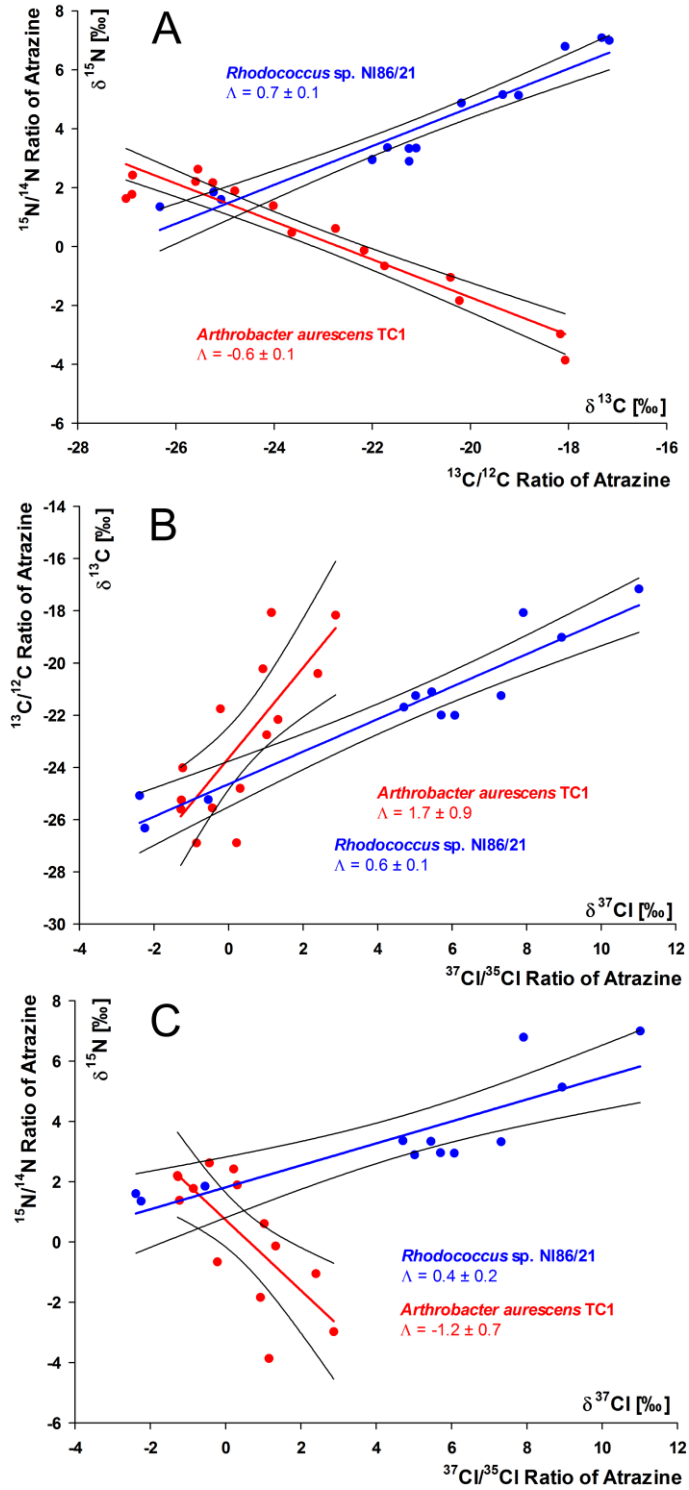 A
8
6
4
2
0
-2
-4
-6
¹⁵N/¹⁴N Ratio of Atrazine
δ ¹⁵N [‰]
Rhodococcus sp. NI86/21
Λ = 0.7 ± 0.1
Arthrobacter aurescens TC1
Λ = -0.6 ± 0.1
δ ¹³C [‰]
-28 -26 -24 -22 -20 -18 -16
¹³C/¹²C Ratio of Atrazine
B
-14
-16
-18
-20
-22
-24
-26
-28
-30
¹³C/¹²C Ratio of Atrazine
δ ¹³C [‰]
Arthrobacter aurescens TC1
Λ = 1.7 ± 0.9
Rhodococcus sp. NI86/21
Λ = 0.6 ± 0.1
δ ³⁷Cl [‰]
-4 -2 0 2 4 6 8 10 12
³⁷Cl/³⁵Cl Ratio of Atrazine
C
8
6
4
2
0
-2
-4
-6
¹⁵N/¹⁴N Ratio of Atrazine
δ ¹⁵N [‰]
Rhodococcus sp. NI86/21
Λ = 0.4 ± 0.2
Arthrobacter aurescens TC1
Λ = -1.2 ± 0.7
δ ³⁷Cl [‰]
-4 -2 0 2 4 6 8 10 12
³⁷Cl/³⁵Cl Ratio of Atrazine